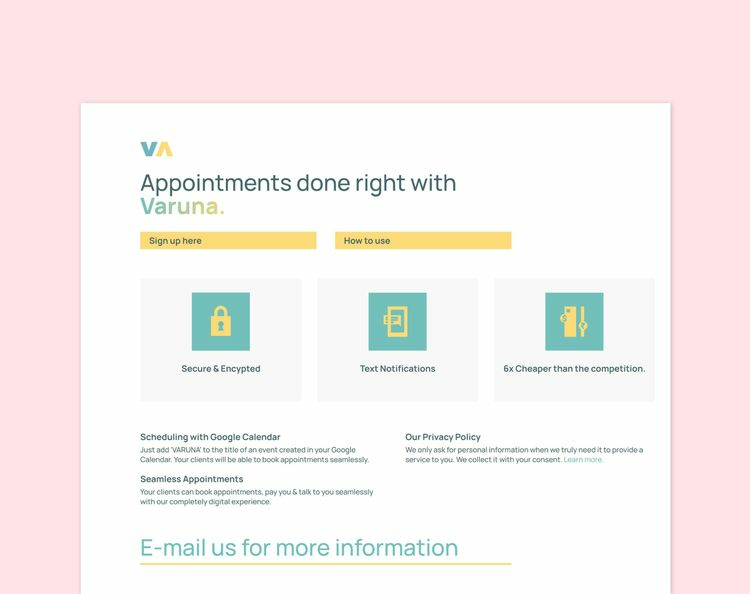 VA
Appointments done right with
Varuna.
Sign up here
How to use
Secure & Encypted
Text Notifications
6x Cheaper than the competition.
Scheduling with Google Calendar
Just add 'VARUNA' to the title of an event created in your Google
Calendar. Your clients will be able to book appointments seamlessly.
Seamless Appointments
Your clients can book appointments, pay you & talk to you seamlessly
with our completely digital experience.
Our Privacy Policy
We only ask for personal information when we truly need it to provide a
service to you. We collect it with your consent. Learn more.
E-mail us for more information